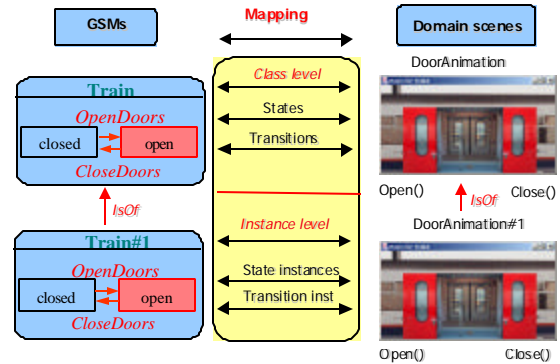 GSMs
Mapping
Domain scenes
DoorAnimation
Train
OpenDoors
closed
open
CloseDoors
Class level
States
Transitions
Open()
Close()
IsOf
IsOf
DoorAnimation#1
Train#1
OpenDoors
closed
open
CloseDoors
Instance level
State instances
Transition inst
Open()
Close()